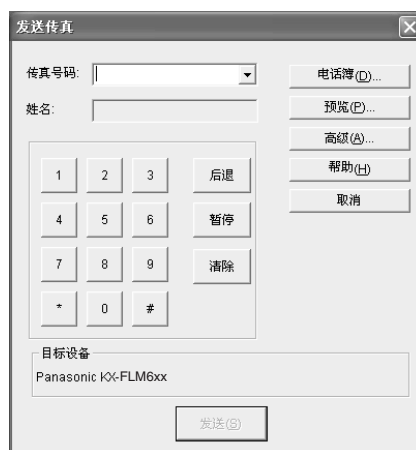 发送传真
传真号码:
电话簿(D)...
姓名:
预览(P)...
高级(A)...
帮助(H)
取消
1 2 3 后退
4 5 6 暂停
7 8 9 清除
* 0 #
目标设备
Panasonic KX-FLM6xx
发送(S)